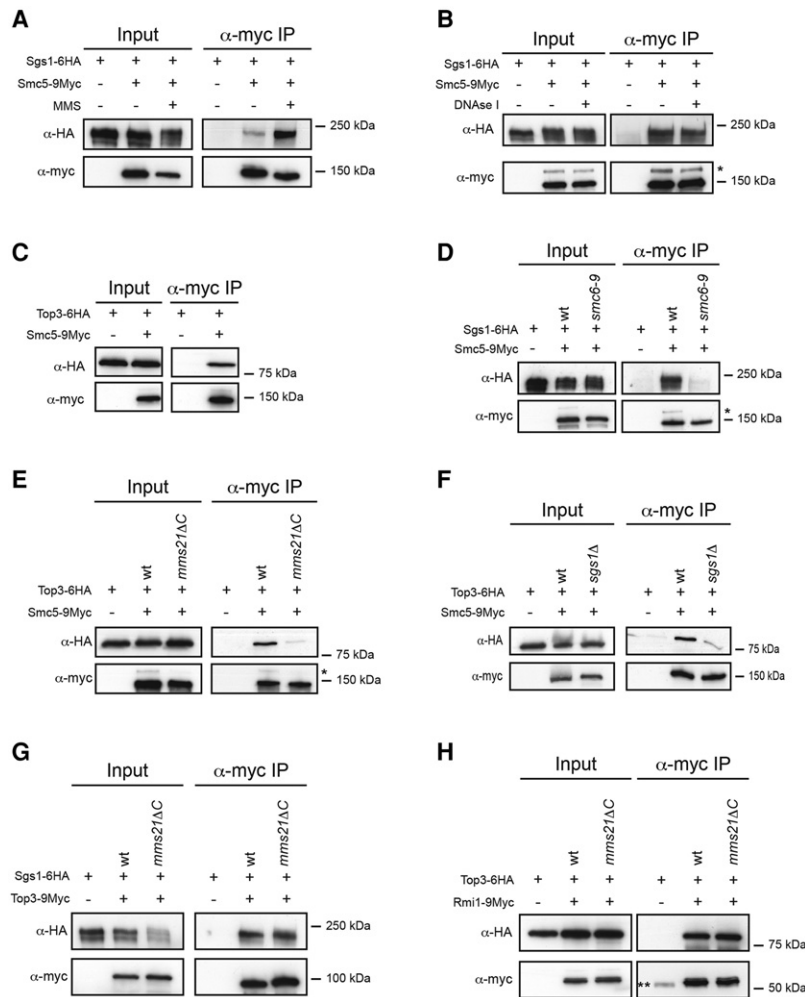 A
Input α-myc IP
Sgs1-6HA + + + + + +
Smc5-9Myc - + + - + +
MMS + +
α-HA 250 kDa
α-myc 150 kDa
B
Input α-myc IP
Sgs1-6HA + + + + + +
Smc5-9Myc - + + - + +
DNAse I + +
α-HA 250 kDa
α-myc *
150 kDa
C
Input α-myc IP
Top3-6HA + + + +
Smc5-9Myc - + - +
α-HA
75 kDa
α-myc 150 kDa
D
Input α-myc IP
wt smc6-9 wt smc6-9
Sgs1-6HA + + + + + +
Smc5-9Myc - + + - + +
α-HA 250 kDa
α-myc *
150 kDa
E
Input α-myc IP
wt mms21ΔC wt mms21ΔC
Top3-6HA + + + + + +
Smc5-9Myc - + + - + +
α-HA
75 kDa
α-myc *
150 kDa
F
Input α-myc IP
wt sgs1Δ wt sgs1Δ
Top3-6HA + + + + + +
Smc5-9Myc - + + - + +
α-HA
75 kDa
α-myc 150 kDa
G
Input α-myc IP
wt mms21ΔC wt mms21ΔC
Sgs1-6HA + + + + + +
Top3-9Myc - + + - + +
α-HA 250 kDa
α-myc 100 kDa
H
Input α-myc IP
wt mms21ΔC wt mms21ΔC
Top3-6HA + + + + + +
Rmi1-9Myc - + + - + +
α-HA
75 kDa
α-myc ** 50 kDa